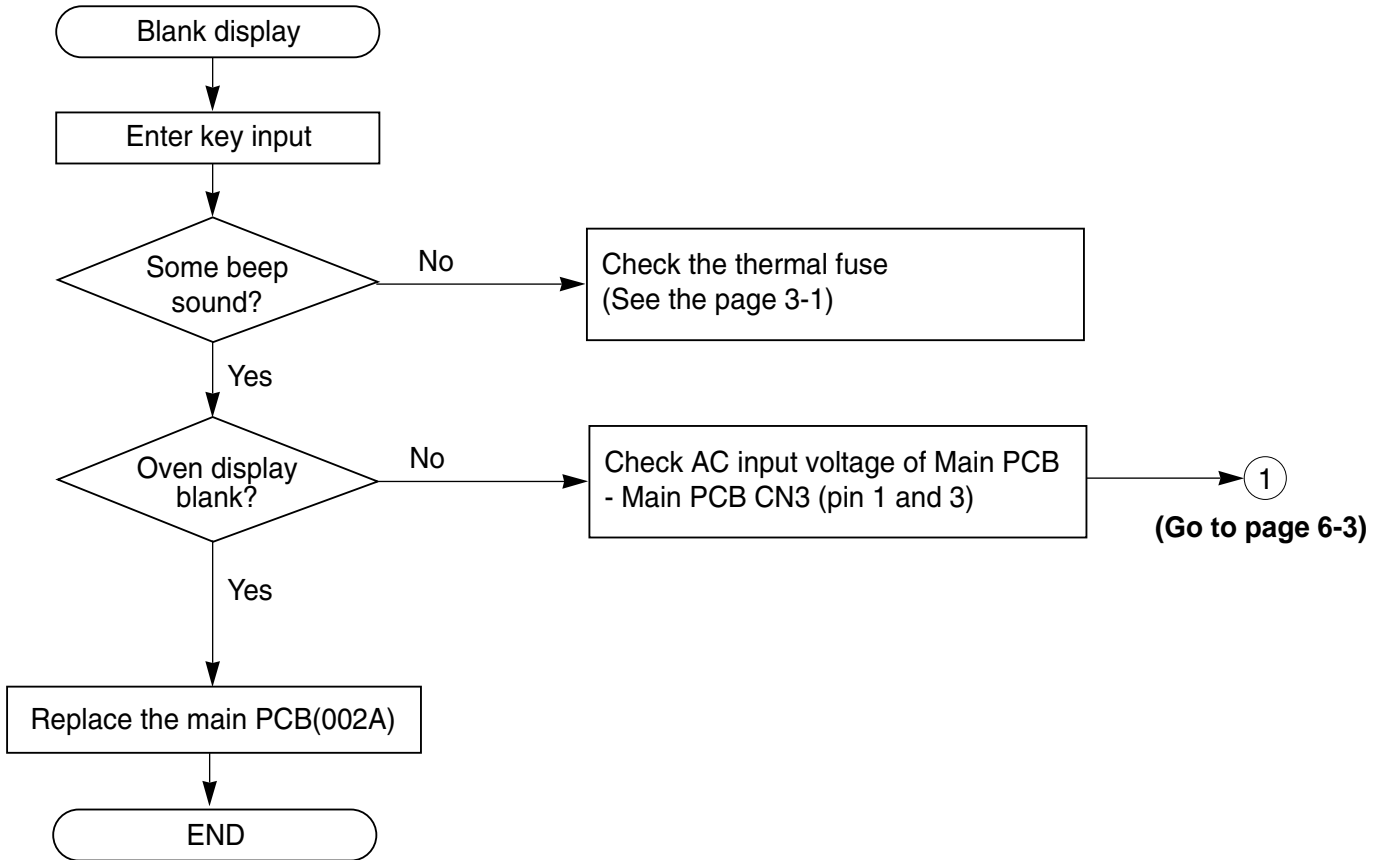 Blank display
Enter key input
Some beep
sound?
No
Check the thermal fuse
(See the page 3-1)
Yes
Oven display
blank?
No
Check AC input voltage of Main PCB
- Main PCB CN3 (pin 1 and 3)
1
(Go to page 6-3)
Yes
Replace the main PCB(002A)
END